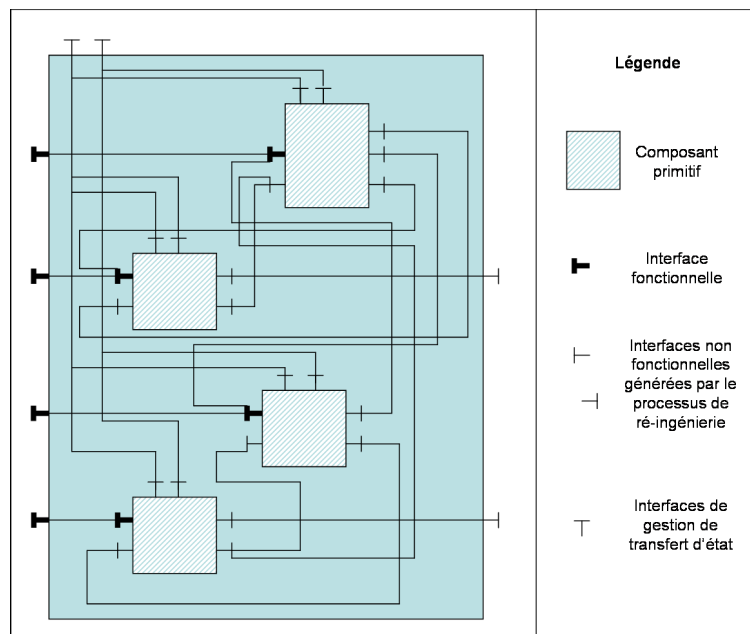 Légende
Composant
primitif
Interface
fonctionnelle
Interfaces non
fonctionnelles
générées par le
processus de
ré-ingénierie
Interfaces de
gestion de
transfert d'état